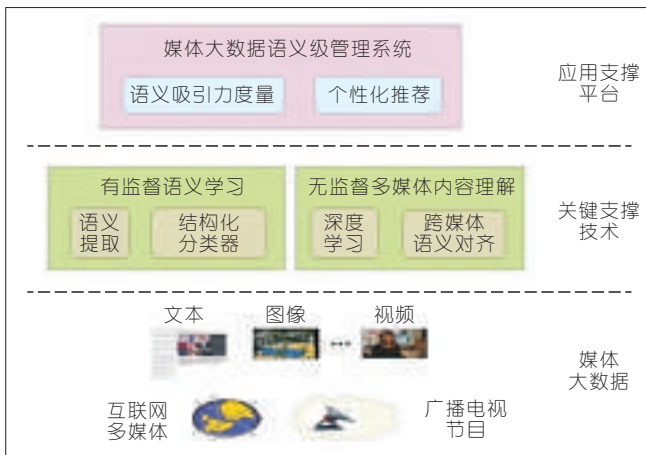 媒体大数据语义级管理系统
语义吸引力度量
个性化推荐
应用支撑
平台
有监督语义学习
无监督多媒体内容理解
语义
提取
结构化
分类器
深度
学习
跨媒体
语义对齐
关键支撑
技术
文本
图像
视频
...
媒体
大数据
互联网
多媒体
广播电视
节目